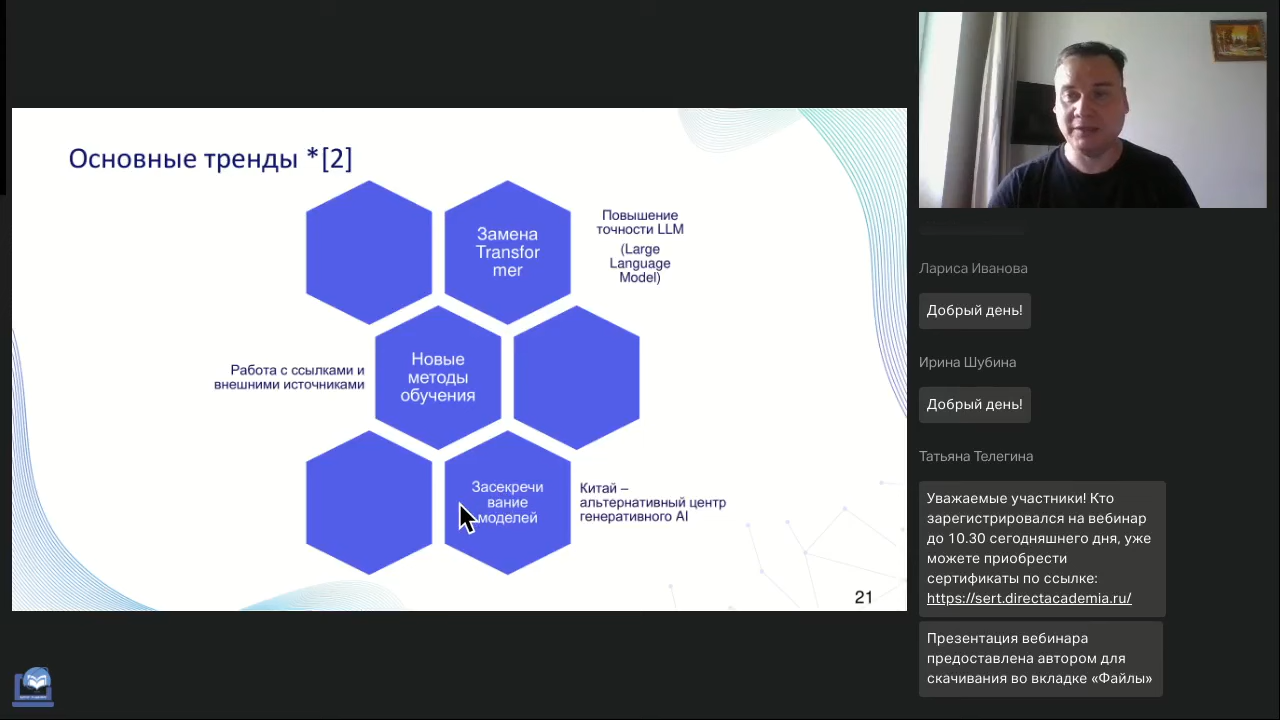 Основные тренды *[2]
Замена
Transfor
mer
Повышение
точности LLM
(Large
Language
Model)
Работа с ссылками и
внешними источниками
Новые
методы
обучения
Засекречи
вание
моделей
Китай –
альтернативный центр
генеративного AI
21
Лариса Иванова
Добрый день!
Ирина Шубина
Добрый день!
Татьяна Телегина
Уважаемые участники! Кто
зарегистрировался на вебинар
до 10.30 сегодняшнего дня, уже
можете приобрести
сертификаты по ссылке:
https://sert.directacademia.ru/
Презентация вебинара
предоставлена автором для
скачивания во вкладке «Файлы»